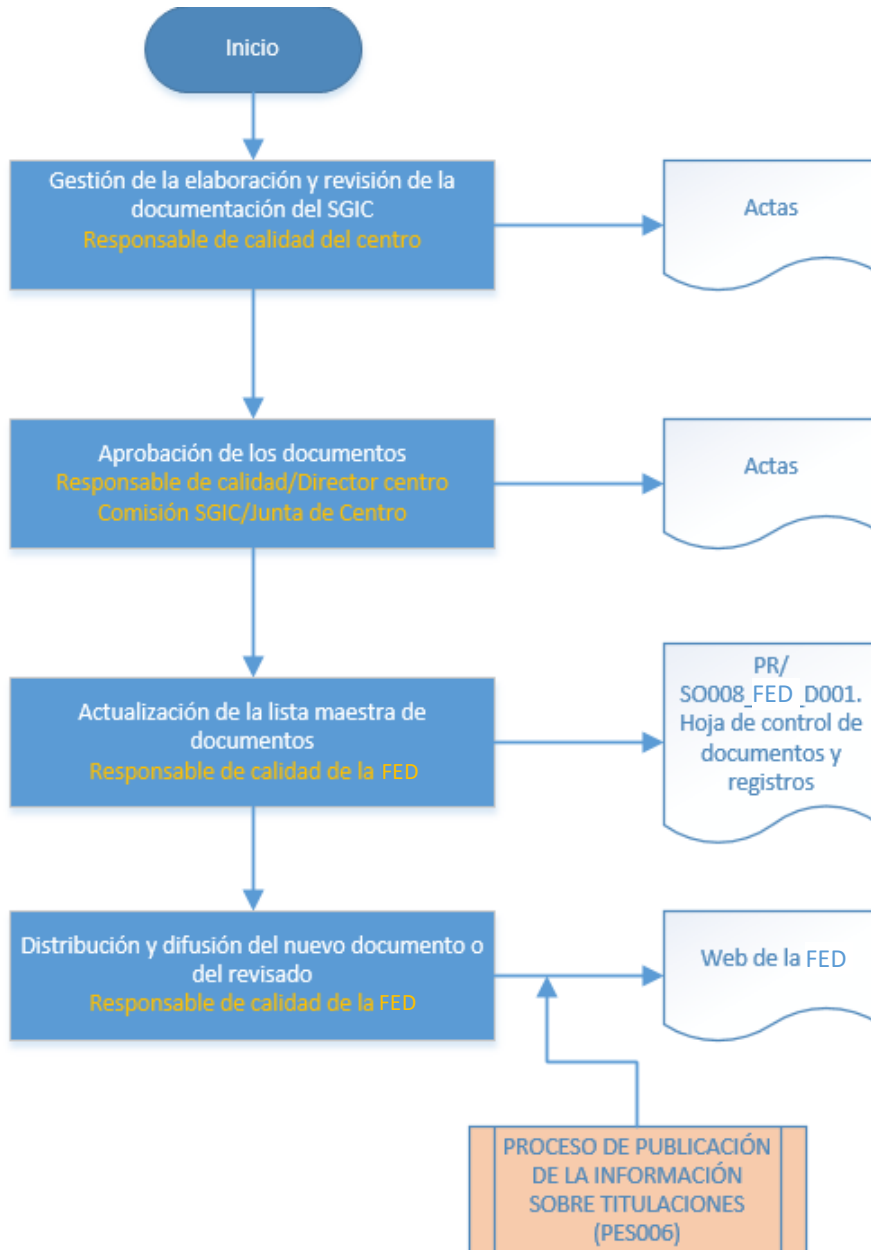 Inicio
Gestión de la elaboración y revisión de la
documentación del SGIC
Responsable de calidad del centro
Actas
Aprobación de los documentos
Responsable de calidad/Director centro
Comisión SGIC/Junta de Centro
Actas
Actualización de la lista maestra de
documentos
Responsable de calidad de la FED
PR/
SO008_FED_D001.
Hoja de control de
documentos y
registros
Distribución y difusión del nuevo documento o
del revisado
Responsable de calidad de la FED
Web de la FED
PROCESO DE PUBLICACIÓN
DE LA INFORMACIÓN
SOBRE TITULACIONES
(PES006)